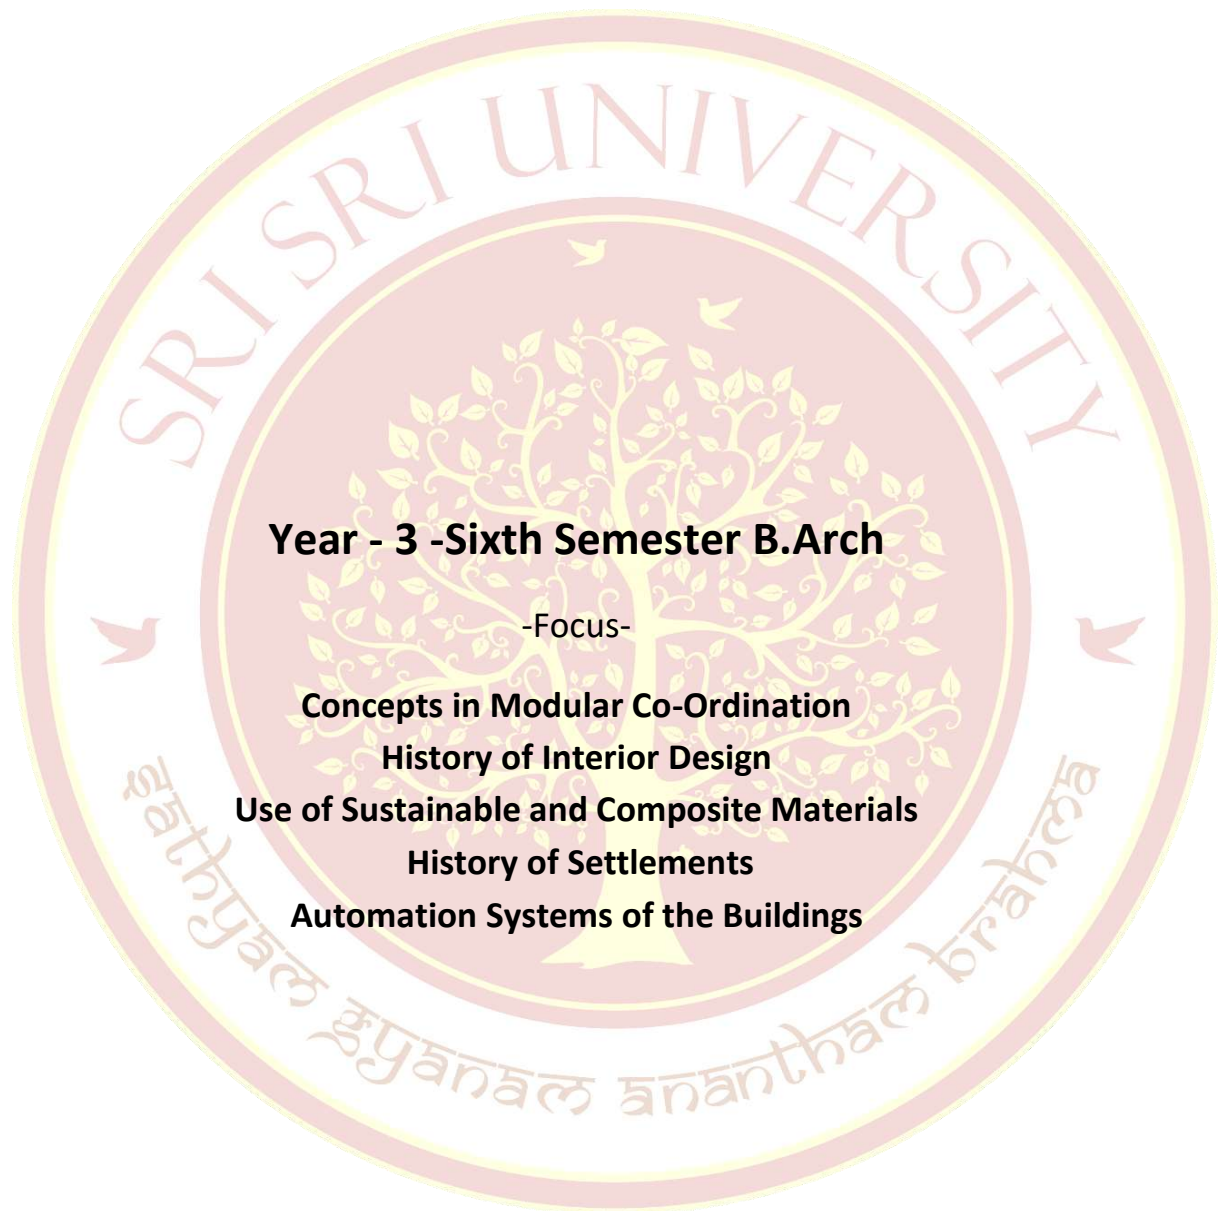 SRI SRI UNIVERSITY
Year - 3 -Sixth Semester B.Arch
-Focus-
Concepts in Modular Co-Ordination
History of Interior Design
Use of Sustainable and Composite Materials
History of Settlements
Automation Systems of the Buildings
sathyam gyanam anantham brahma